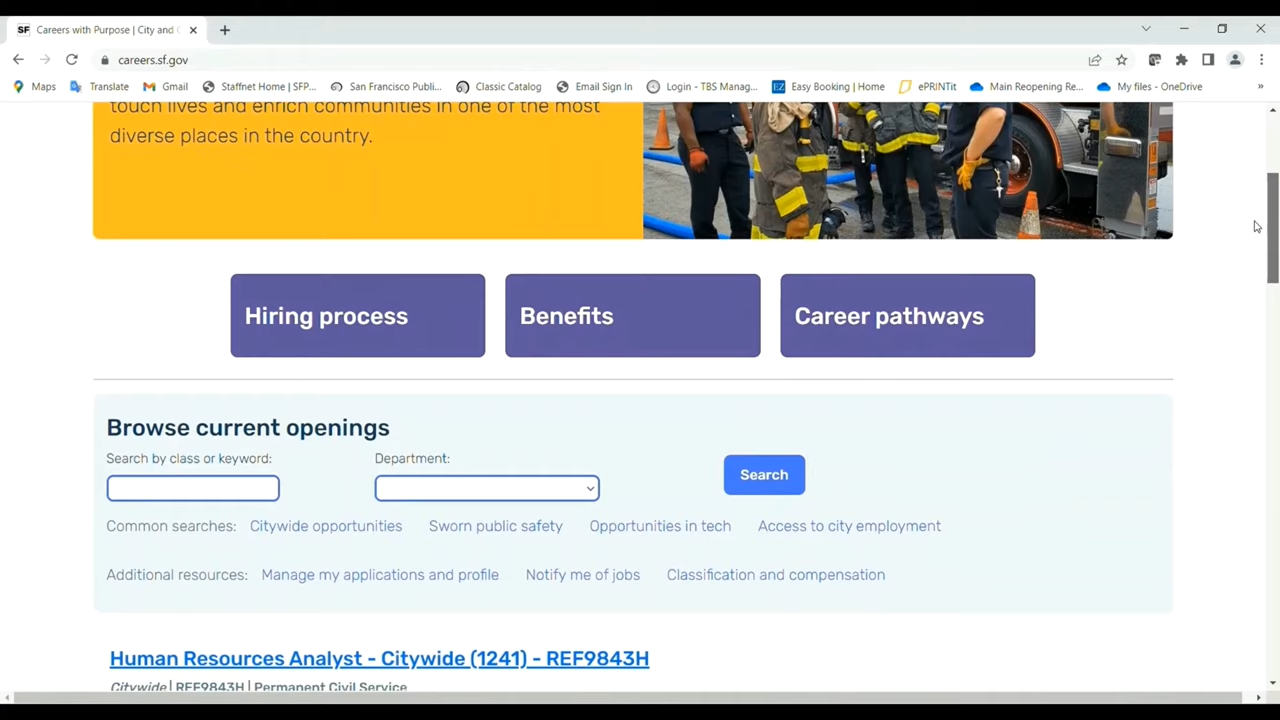 SF Careers with Purpose | City and C
careers.sf.gov
Maps Translate Gmail Staffnet Home | SFP... San Francisco Publi... Classic Catalog Email Sign In Login - TBS Manag... EZ Easy Booking | Home ePRINTit Main Reopening Re... My files - OneDrive »
touch lives and enrich communities in one of the most
diverse places in the country.
Hiring process Benefits Career pathways
Browse current openings
Search by class or keyword: Department:
Search
Common searches: Citywide opportunities Sworn public safety Opportunities in tech Access to city employment
Additional resources: Manage my applications and profile Notify me of jobs Classification and compensation
Human Resources Analyst - Citywide (1241) - REF9843H
Citywide | REF9843H | Permanent Civil Service